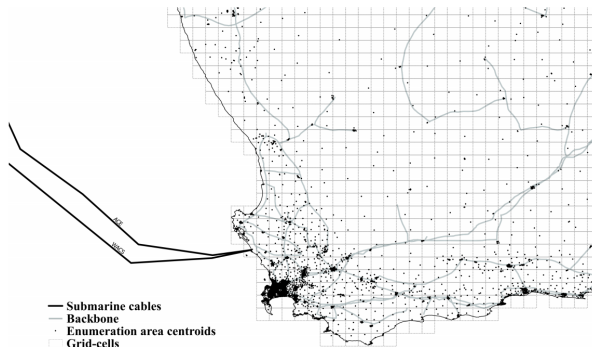 ACE
WACS
Submarine cables
Backbone
Enumeration area centroids
Grid-cells